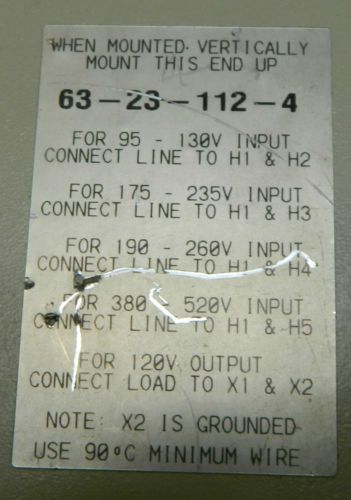 WHEN MOUNTED VERTICALLY
MOUNT THIS END UP
63-23-112-4
FOR 95 - 130V INPUT
CONNECT LINE TO H1 & H2
FOR 175 - 235V INPUT
CONNECT LINE TO H1 & H3
FOR 190 - 260V INPUT
CONNECT LINE TO H1 & H4
FOR 380 - 520V INPUT
CONNECT LINE TO H1 & H5
FOR 120V OUTPUT
CONNECT LOAD TO X1 & X2
NOTE: X2 IS GROUNDED
USE 90°C MINIMUM WIRE